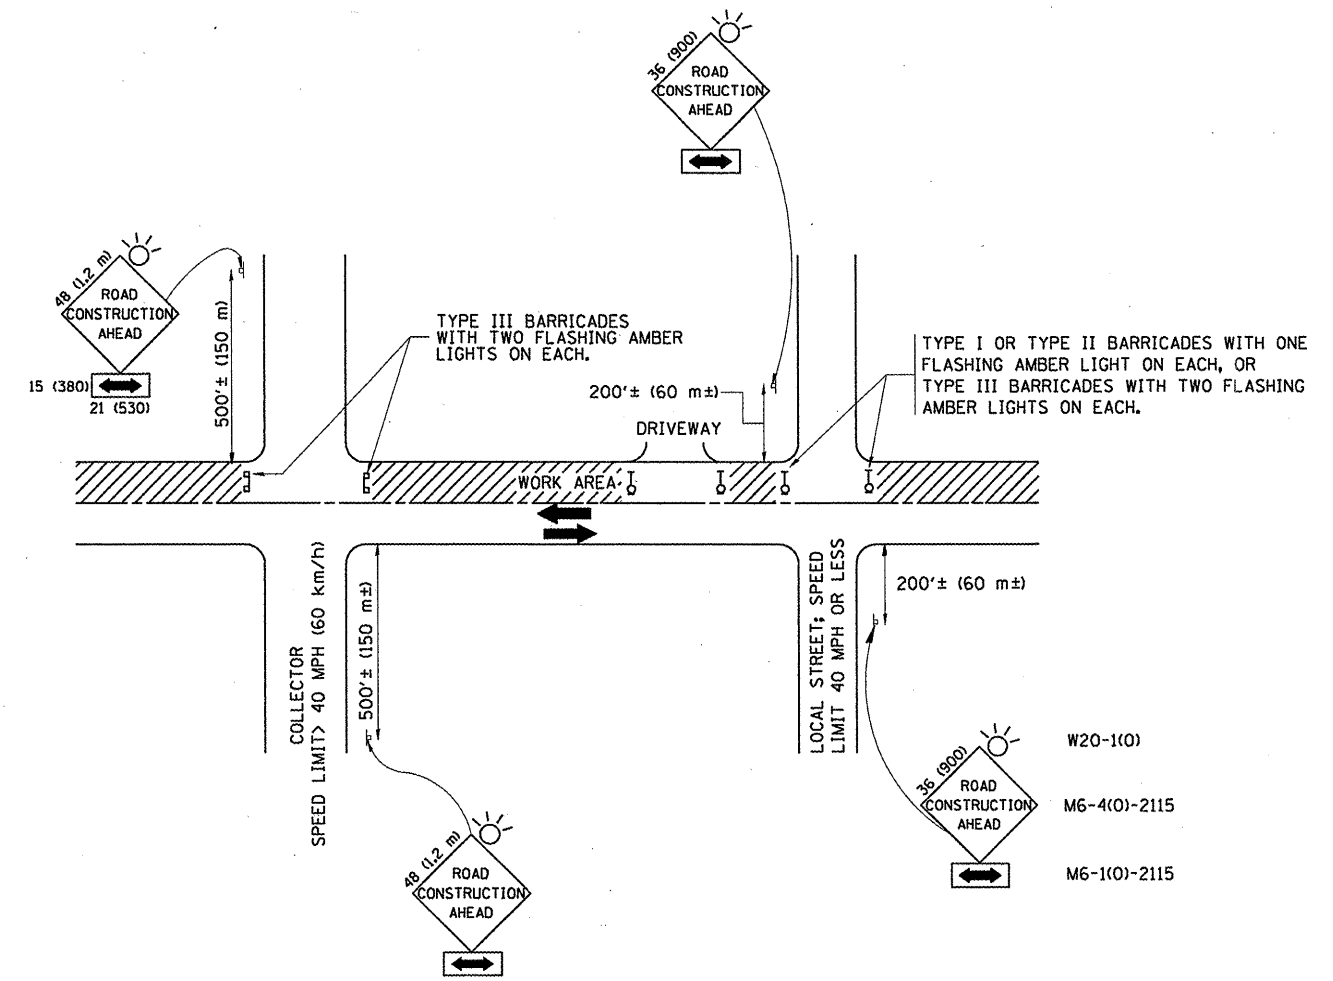 36 (900)
ROAD
CONSTRUCTION
AHEAD
48 (1.2 m)
ROAD
CONSTRUCTION
AHEAD
15 (380)
21 (530)
500'± (150 m)
TYPE III BARRICADES
WITH TWO FLASHING AMBER
LIGHTS ON EACH.
200'± (60 m±)
DRIVEWAY
TYPE I OR TYPE II BARRICADES WITH ONE
FLASHING AMBER LIGHT ON EACH, OR
TYPE III BARRICADES WITH TWO FLASHING
AMBER LIGHTS ON EACH.
WORK AREA
COLLECTOR
SPEED LIMIT> 40 MPH (60 km/h)
500'± (150 m±)
LOCAL STREET; SPEED
LIMIT 40 MPH OR LESS
200'± (60 m±)
48 (1.2 m)
ROAD
CONSTRUCTION
AHEAD
36 (900)
ROAD
CONSTRUCTION
AHEAD
W20-1(O)
M6-4(O)-2115
M6-1(O)-2115